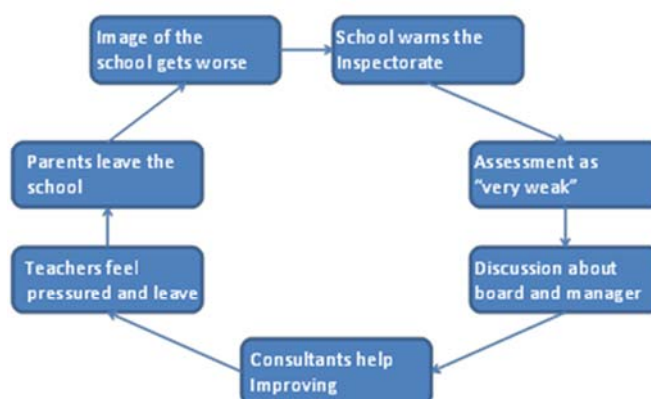 Image of the
school gets worse
School warns the
Inspectorate
Assessment as
"very weak"
Discussion about
board and manager
Consultants help
Improving
Teachers feel
pressured and leave
Parents leave the
school